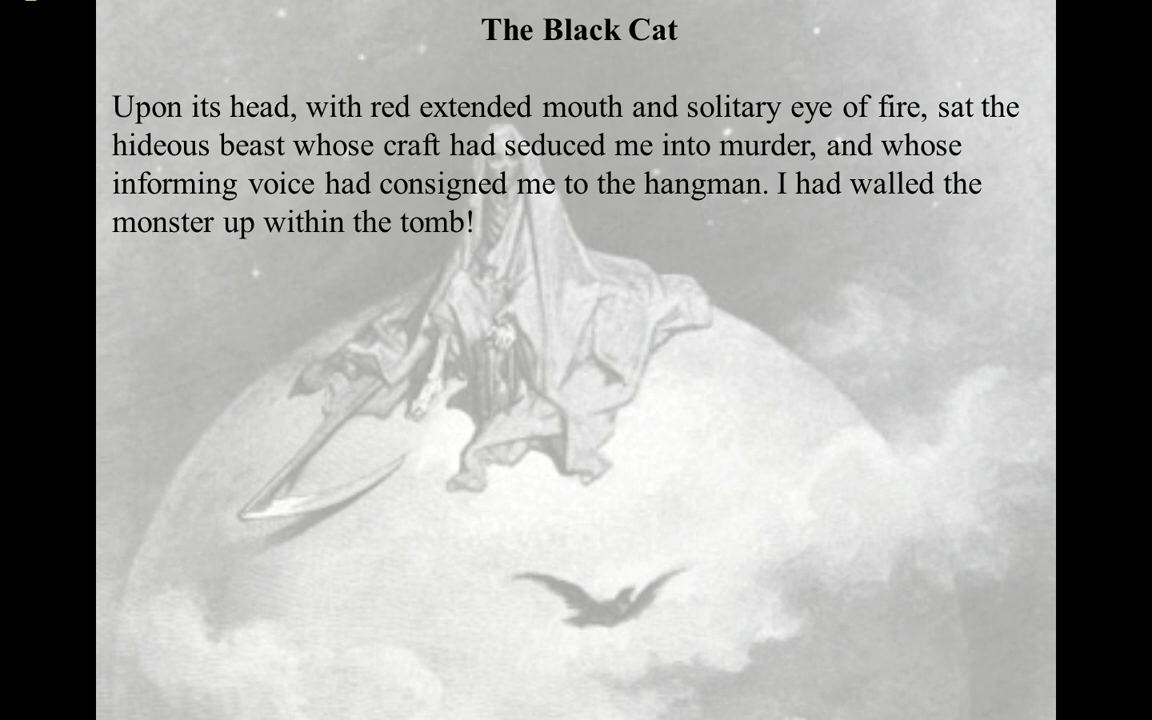 The Black Cat
Upon its head, with red extended mouth and solitary eye of fire, sat the
hideous beast whose craft had seduced me into murder, and whose
informing voice had consigned me to the hangman. I had walled the
monster up within the tomb!